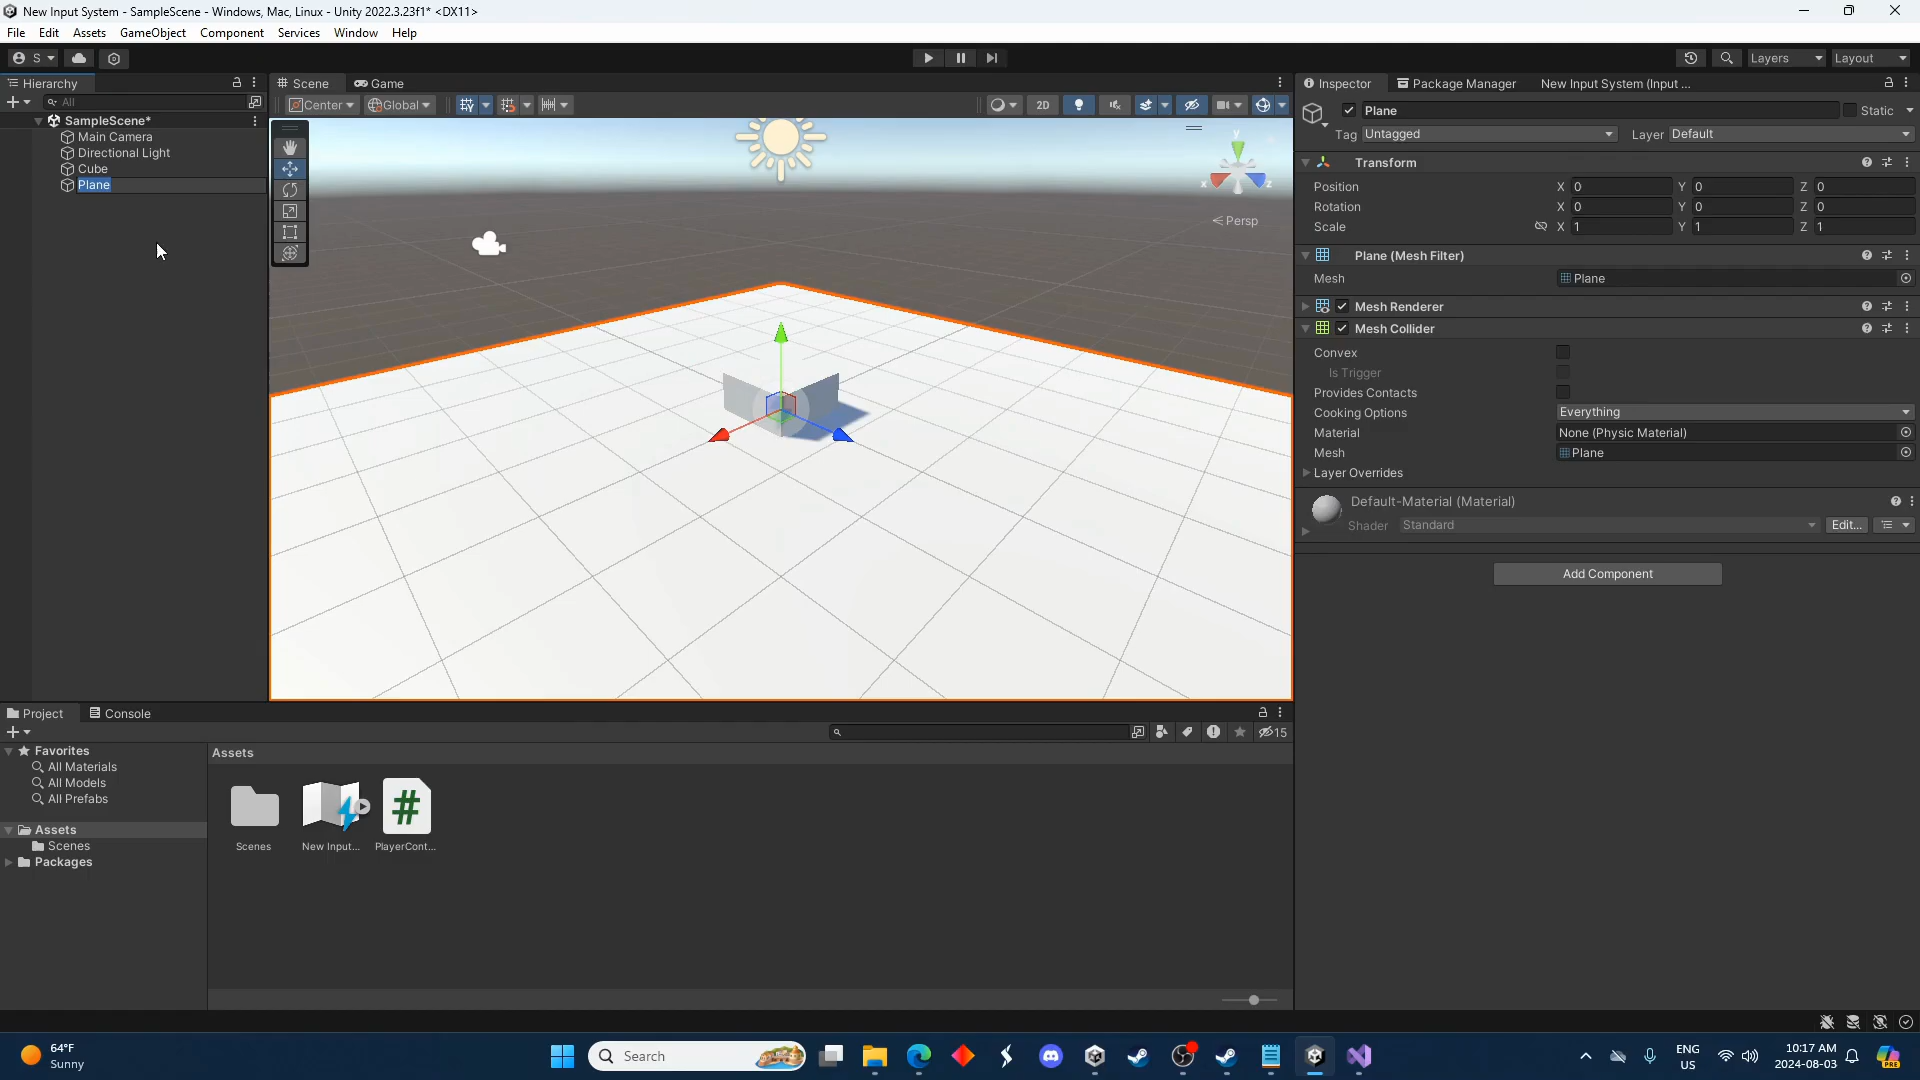 New Input System - SampleScene - Windows, Mac, Linux - Unity 2022.3.23f1* <DX11>
File Edit Assets GameObject Component Services Window Help
S Layers Layout
Hierarchy Scene Game Inspector Package Manager New Input System (Input ...
All Center Global 2D Plane Static
SampleScene* Tag Untagged Layer Default
Main Camera
Directional Light
Cube
Plane
y
x z
Persp
Transform
Position X 0 Y 0 Z 0
Rotation X 0 Y 0 Z 0
Scale X 1 Y 1 Z 1
Plane (Mesh Filter)
Mesh Plane
Mesh Renderer
Mesh Collider
Convex
Is Trigger
Provides Contacts
Cooking Options Everything
Material None (Physic Material)
Mesh Plane
Layer Overrides
Default-Material (Material)
Shader Standard Edit...
Add Component
Project Console
15
Favorites
All Materials
All Models
All Prefabs
Assets
Scenes
Packages
Assets
#
Scenes New Input... PlayerCont...
64°F
Sunny
Search
ENG
US
10:17 AM
2024-08-03
PRE